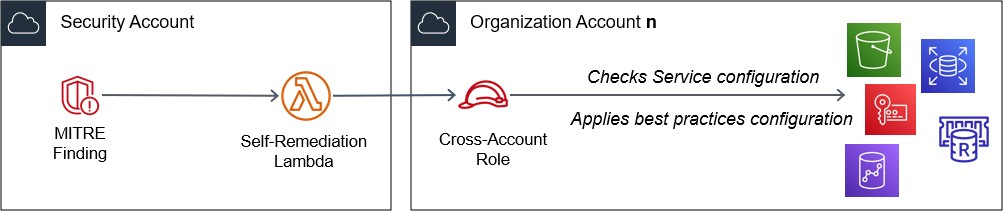 Security Account
Organization Account n
Checks Service configuration
Applies best practices configuration
MITRE
Finding
Self-Remediation
Lambda
Cross-Account
Role
R